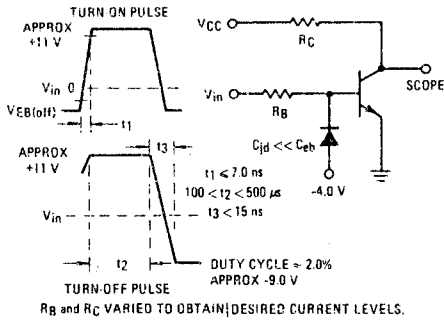 TURN-ON PULSE
APPROX
+11 V
Vin 0
VEB(off)
t1
t3
APPROX
+11 V
Vin
t2
TURN-OFF PULSE
t1 ≤ 7.0 ns
100 < t2 < 500 µs
t3 < 15 ns
DUTY CYCLE ≈ 2.0%
APPROX -9.0 V
VCC
RC
SCOPE
Vin
RB
Cjd << Ceb
-4.0 V
RB and RC VARIED TO OBTAIN DESIRED CURRENT LEVELS.